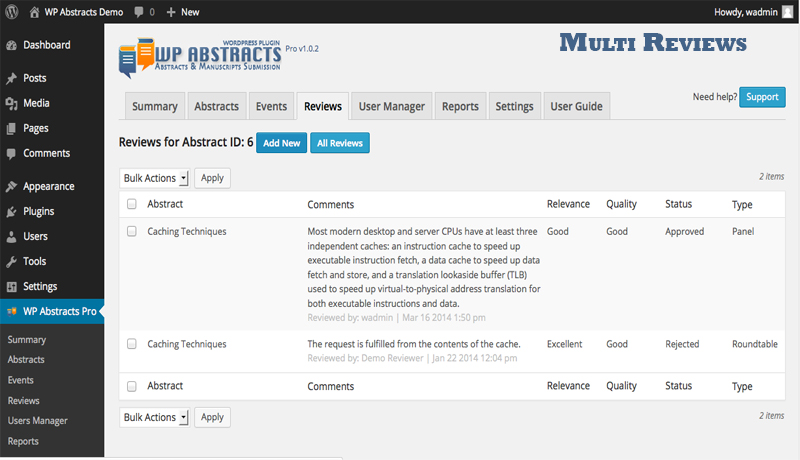 WP Abstracts Demo 0 + New Howdy, wadmin
Dashboard
Posts
Media
Pages
Comments
Appearance
Plugins
Users
Tools
Settings
WP Abstracts Pro
Summary
Abstracts
Events
Reviews
Users Manager
Reports
WORDPRESS PLUGIN
WP ABSTRACTS Pro v1.0.2
ABSTRACTS & MANUSCRIPTS SUBMISSION
MULTI REVIEWS
Need help? Support
Summary Abstracts Events Reviews User Manager Reports Settings User Guide
Reviews for Abstract ID: 6 Add New All Reviews
Bulk Actions Apply 2 items
Abstract Comments Relevance Quality Status Type
Caching Techniques Most modern desktop and server CPUs have at least three Good Good Approved Panel
independent caches: an instruction cache to speed up
executable instruction fetch, a data cache to speed up data
fetch and store, and a translation lookaside buffer (TLB)
used to speed up virtual-to-physical address translation for
both executable instructions and data.
Reviewed by: wadmin | Mar 16 2014 1:50 pm
Caching Techniques The request is fulfilled from the contents of the cache. Excellent Good Rejected Roundtable
Reviewed by: Demo Reviewer | Jan 22 2014 12:04 pm
Abstract Comments Relevance Quality Status Type
Bulk Actions Apply 2 items